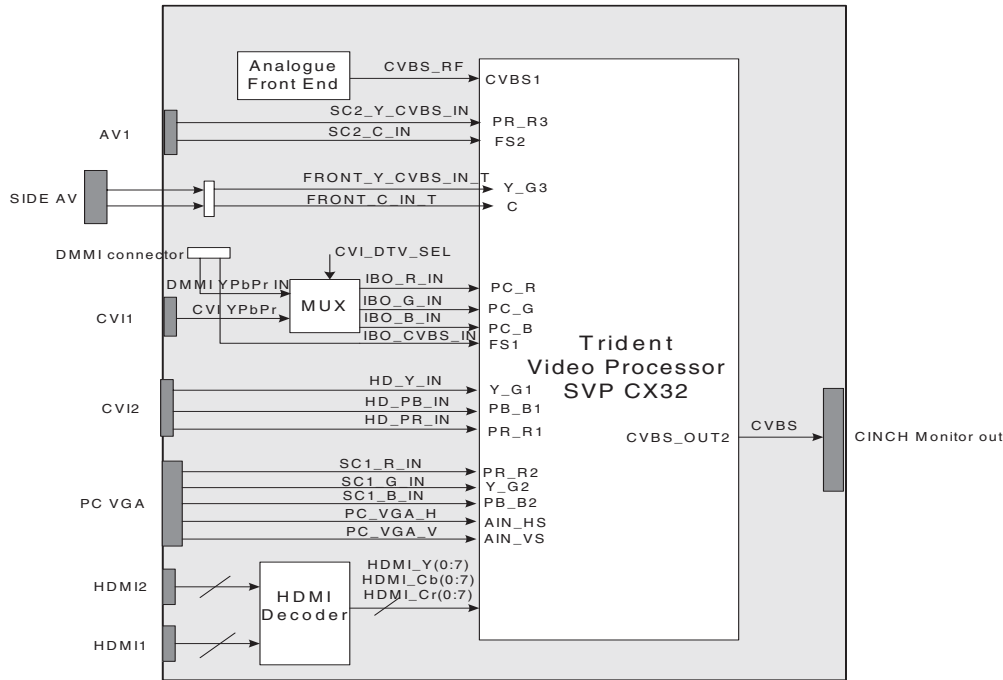 Analogue
Front End
CVBS_RF
CVBS1
AV1
SC2_Y_CVBS_IN
PR_R3
SC2_C_IN
FS2
SIDE AV
FRONT_Y_CVBS_IN_T
Y_G3
FRONT_C_IN_T
C
DMMI connector
CVI_DTV_SEL
DMMI YPbPr IN
MUX
IBO_R_IN
PC_R
CVI1
CVI YPbPr
IBO_G_IN
PC_G
IBO_B_IN
PC_B
IBO_CVBS_IN
FS1
Trident
Video Processor
SVP CX32
CVI2
HD_Y_IN
Y_G1
HD_PB_IN
PB_B1
HD_PR_IN
PR_R1
CVBS_OUT2
CVBS
CINCH Monitor out
PC VGA
SC1_R_IN
PR_R2
SC1_G_IN
Y_G2
SC1_B_IN
PB_B2
PC_VGA_H
AIN_HS
PC_VGA_V
AIN_VS
HDMI2
HDMI1
HDMI
Decoder
HDMI_Y(0:7)
HDMI_Cb(0:7)
HDMI_Cr(0:7)